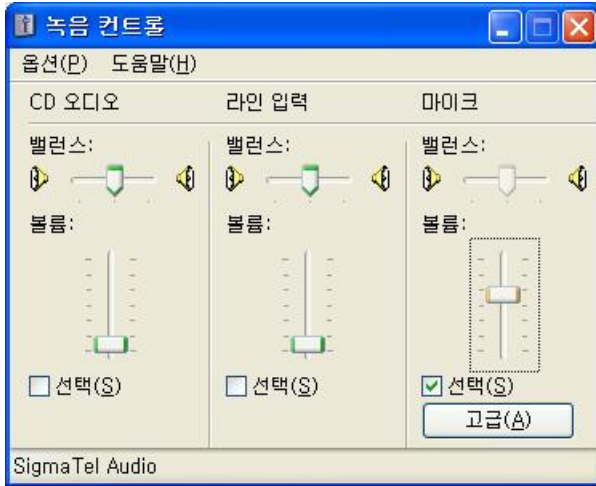 녹음 컨트롤
옵션(P) 도움말(H)
CD 오디오 라인 입력 마이크
밸런스: 밸런스: 밸런스:
볼륨: 볼륨: 볼륨:
선택(S) 선택(S) 선택(S)
고급(A)
SigmaTel Audio